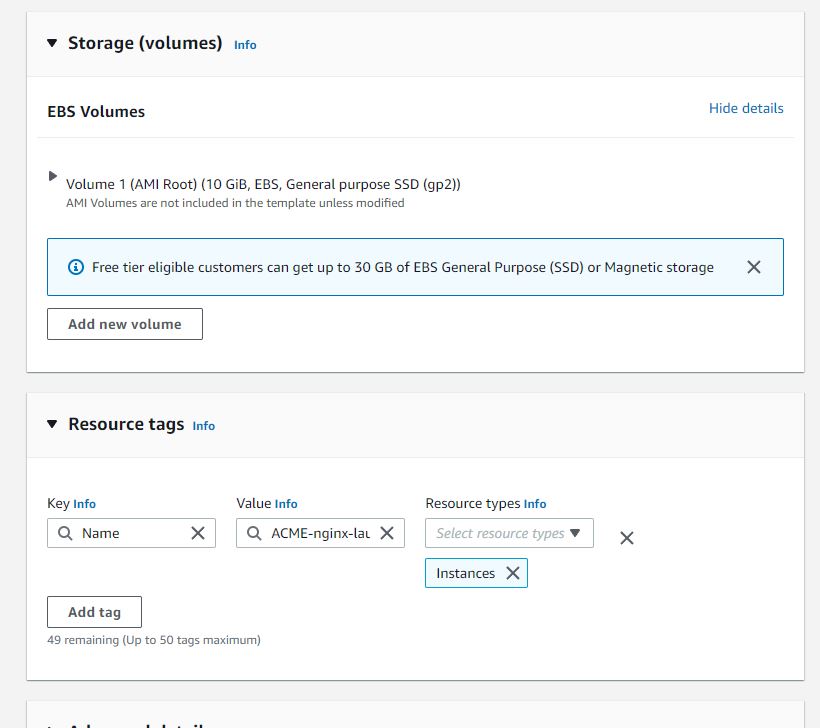 Storage (volumes) Info
EBS Volumes
Hide details
Volume 1 (AMI Root) (10 GiB, EBS, General purpose SSD (gp2))
AMI Volumes are not included in the template unless modified
Free tier eligible customers can get up to 30 GB of EBS General Purpose (SSD) or Magnetic storage
Add new volume
Resource tags Info
Key Info
Value Info
Resource types Info
Name
ACME-nginx-lau
Select resource types
Instances
Add tag
49 remaining (Up to 50 tags maximum)